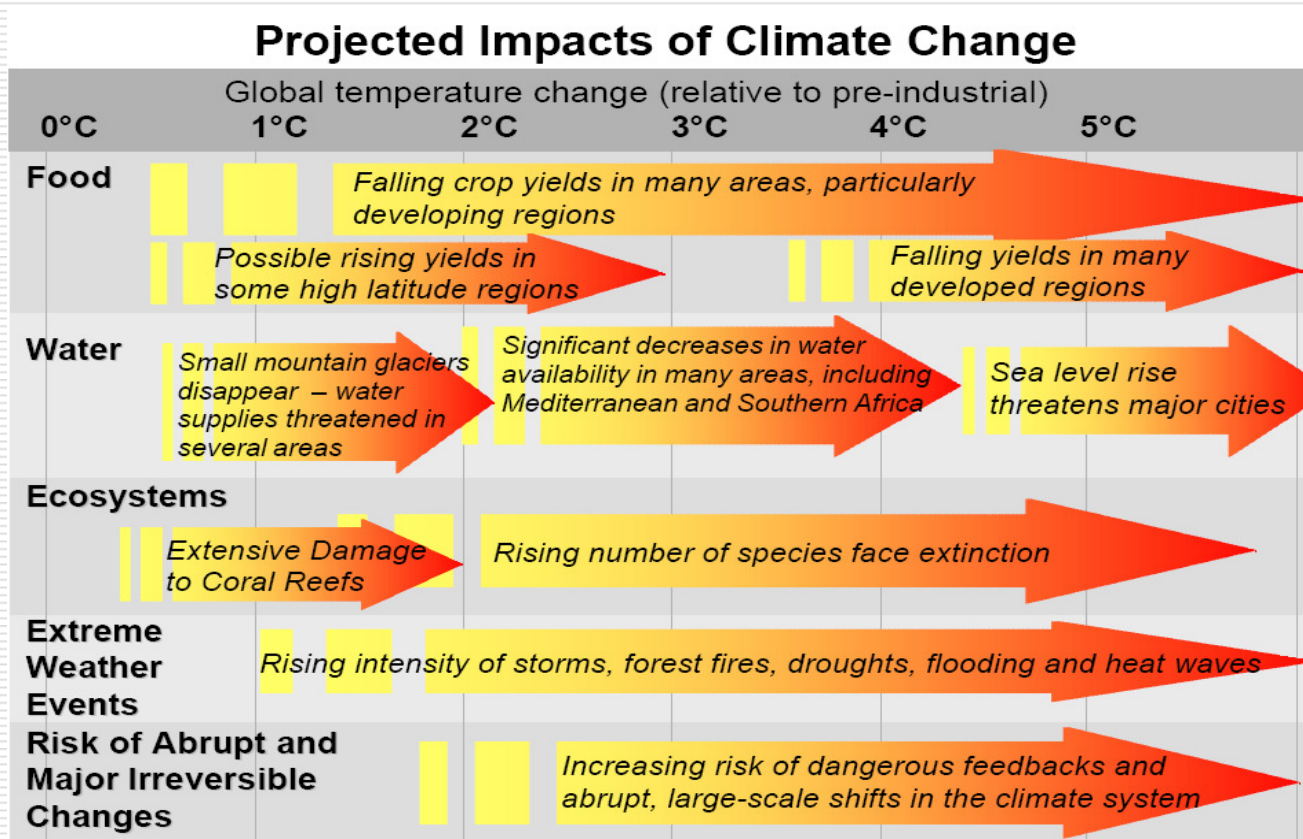 Projected Impacts of Climate Change
Global temperature change (relative to pre-industrial)
0°C 1°C 2°C 3°C 4°C 5°C
Food
Falling crop yields in many areas, particularly
developing regions
Possible rising yields in
some high latitude regions
Falling yields in many
developed regions
Water
Small mountain glaciers
disappear – water
supplies threatened in
several areas
Significant decreases in water
availability in many areas, including
Mediterranean and Southern Africa
Sea level rise
threatens major cities
Ecosystems
Extensive Damage
to Coral Reefs
Rising number of species face extinction
Extreme
Weather
Events
Rising intensity of storms, forest fires, droughts, flooding and heat waves
Risk of Abrupt and
Major Irreversible
Changes
Increasing risk of dangerous feedbacks and
abrupt, large-scale shifts in the climate system